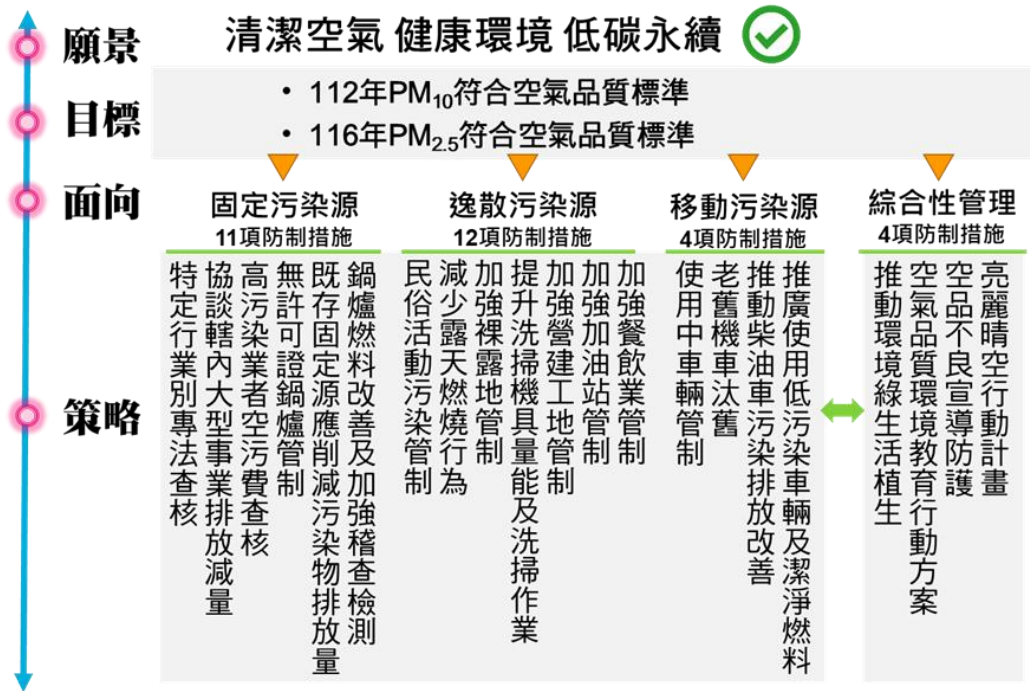 願景
清潔空氣 健康環境 低碳永續
目標
• 112年PM10符合空氣品質標準
• 116年PM2.5符合空氣品質標準
面向
固定污染源
11項防制措施
逸散污染源
12項防制措施
移動污染源
4項防制措施
綜合性管理
4項防制措施
策略
鍋爐燃料改善及加強稽查檢測
既存固定源應削減污染物排放量
無許可證鍋爐管制
高污染業者空污費查核
協談轄內大型事業排放減量
特定行業別專法查核
加強餐飲業管制
加強加油站管制
加強營建工地管制
提升洗掃機具量能及洗掃作業
加強裸露地管制
減少露天燃燒行為
民俗活動污染管制
推廣使用低污染車輛及潔淨燃料
推動柴油車污染排放改善
老舊機車汰舊
使用中車輛管制
亮麗晴空行動計畫
空品不良宣導防護
空氣品質環境教育行動方案
推動環境綠生活植生